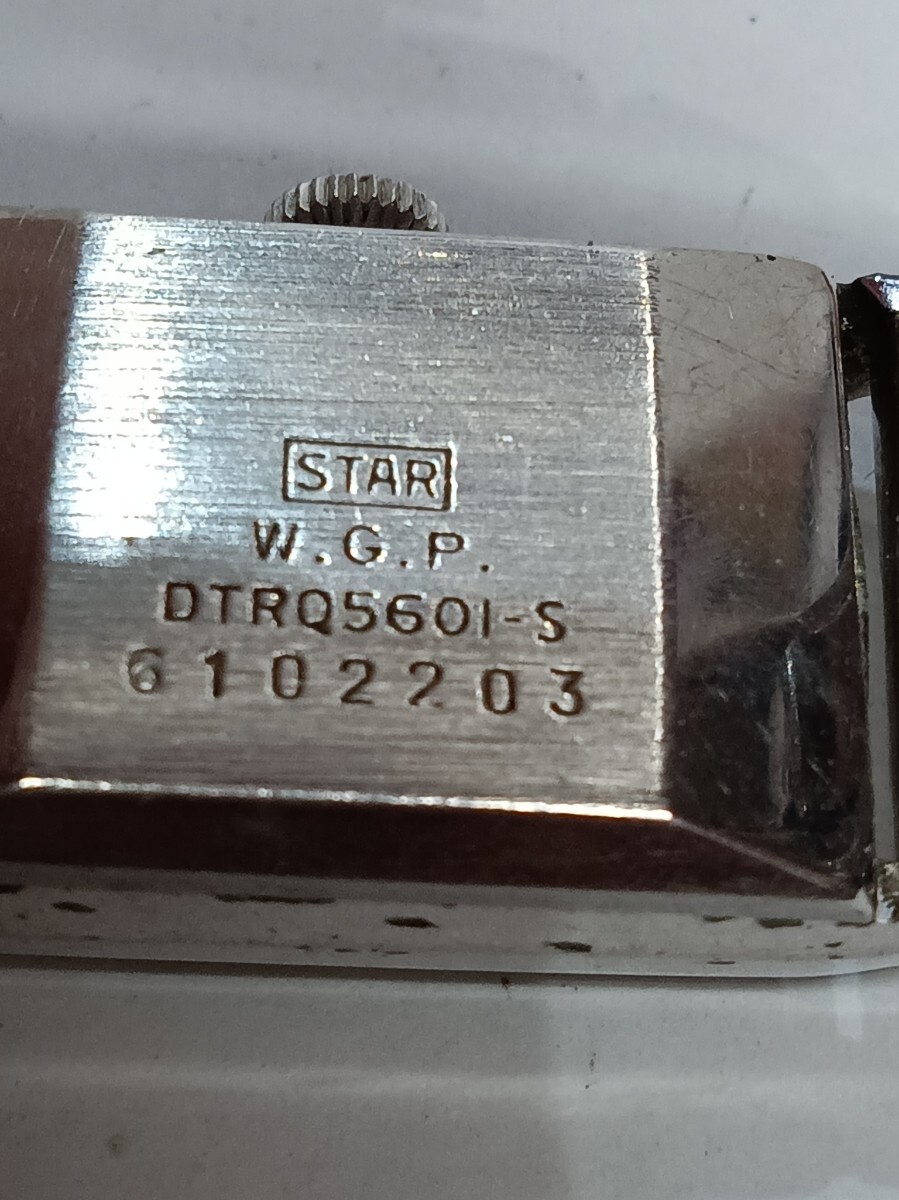 STAR
W.G.P.
DTRQ5601-S
6102203